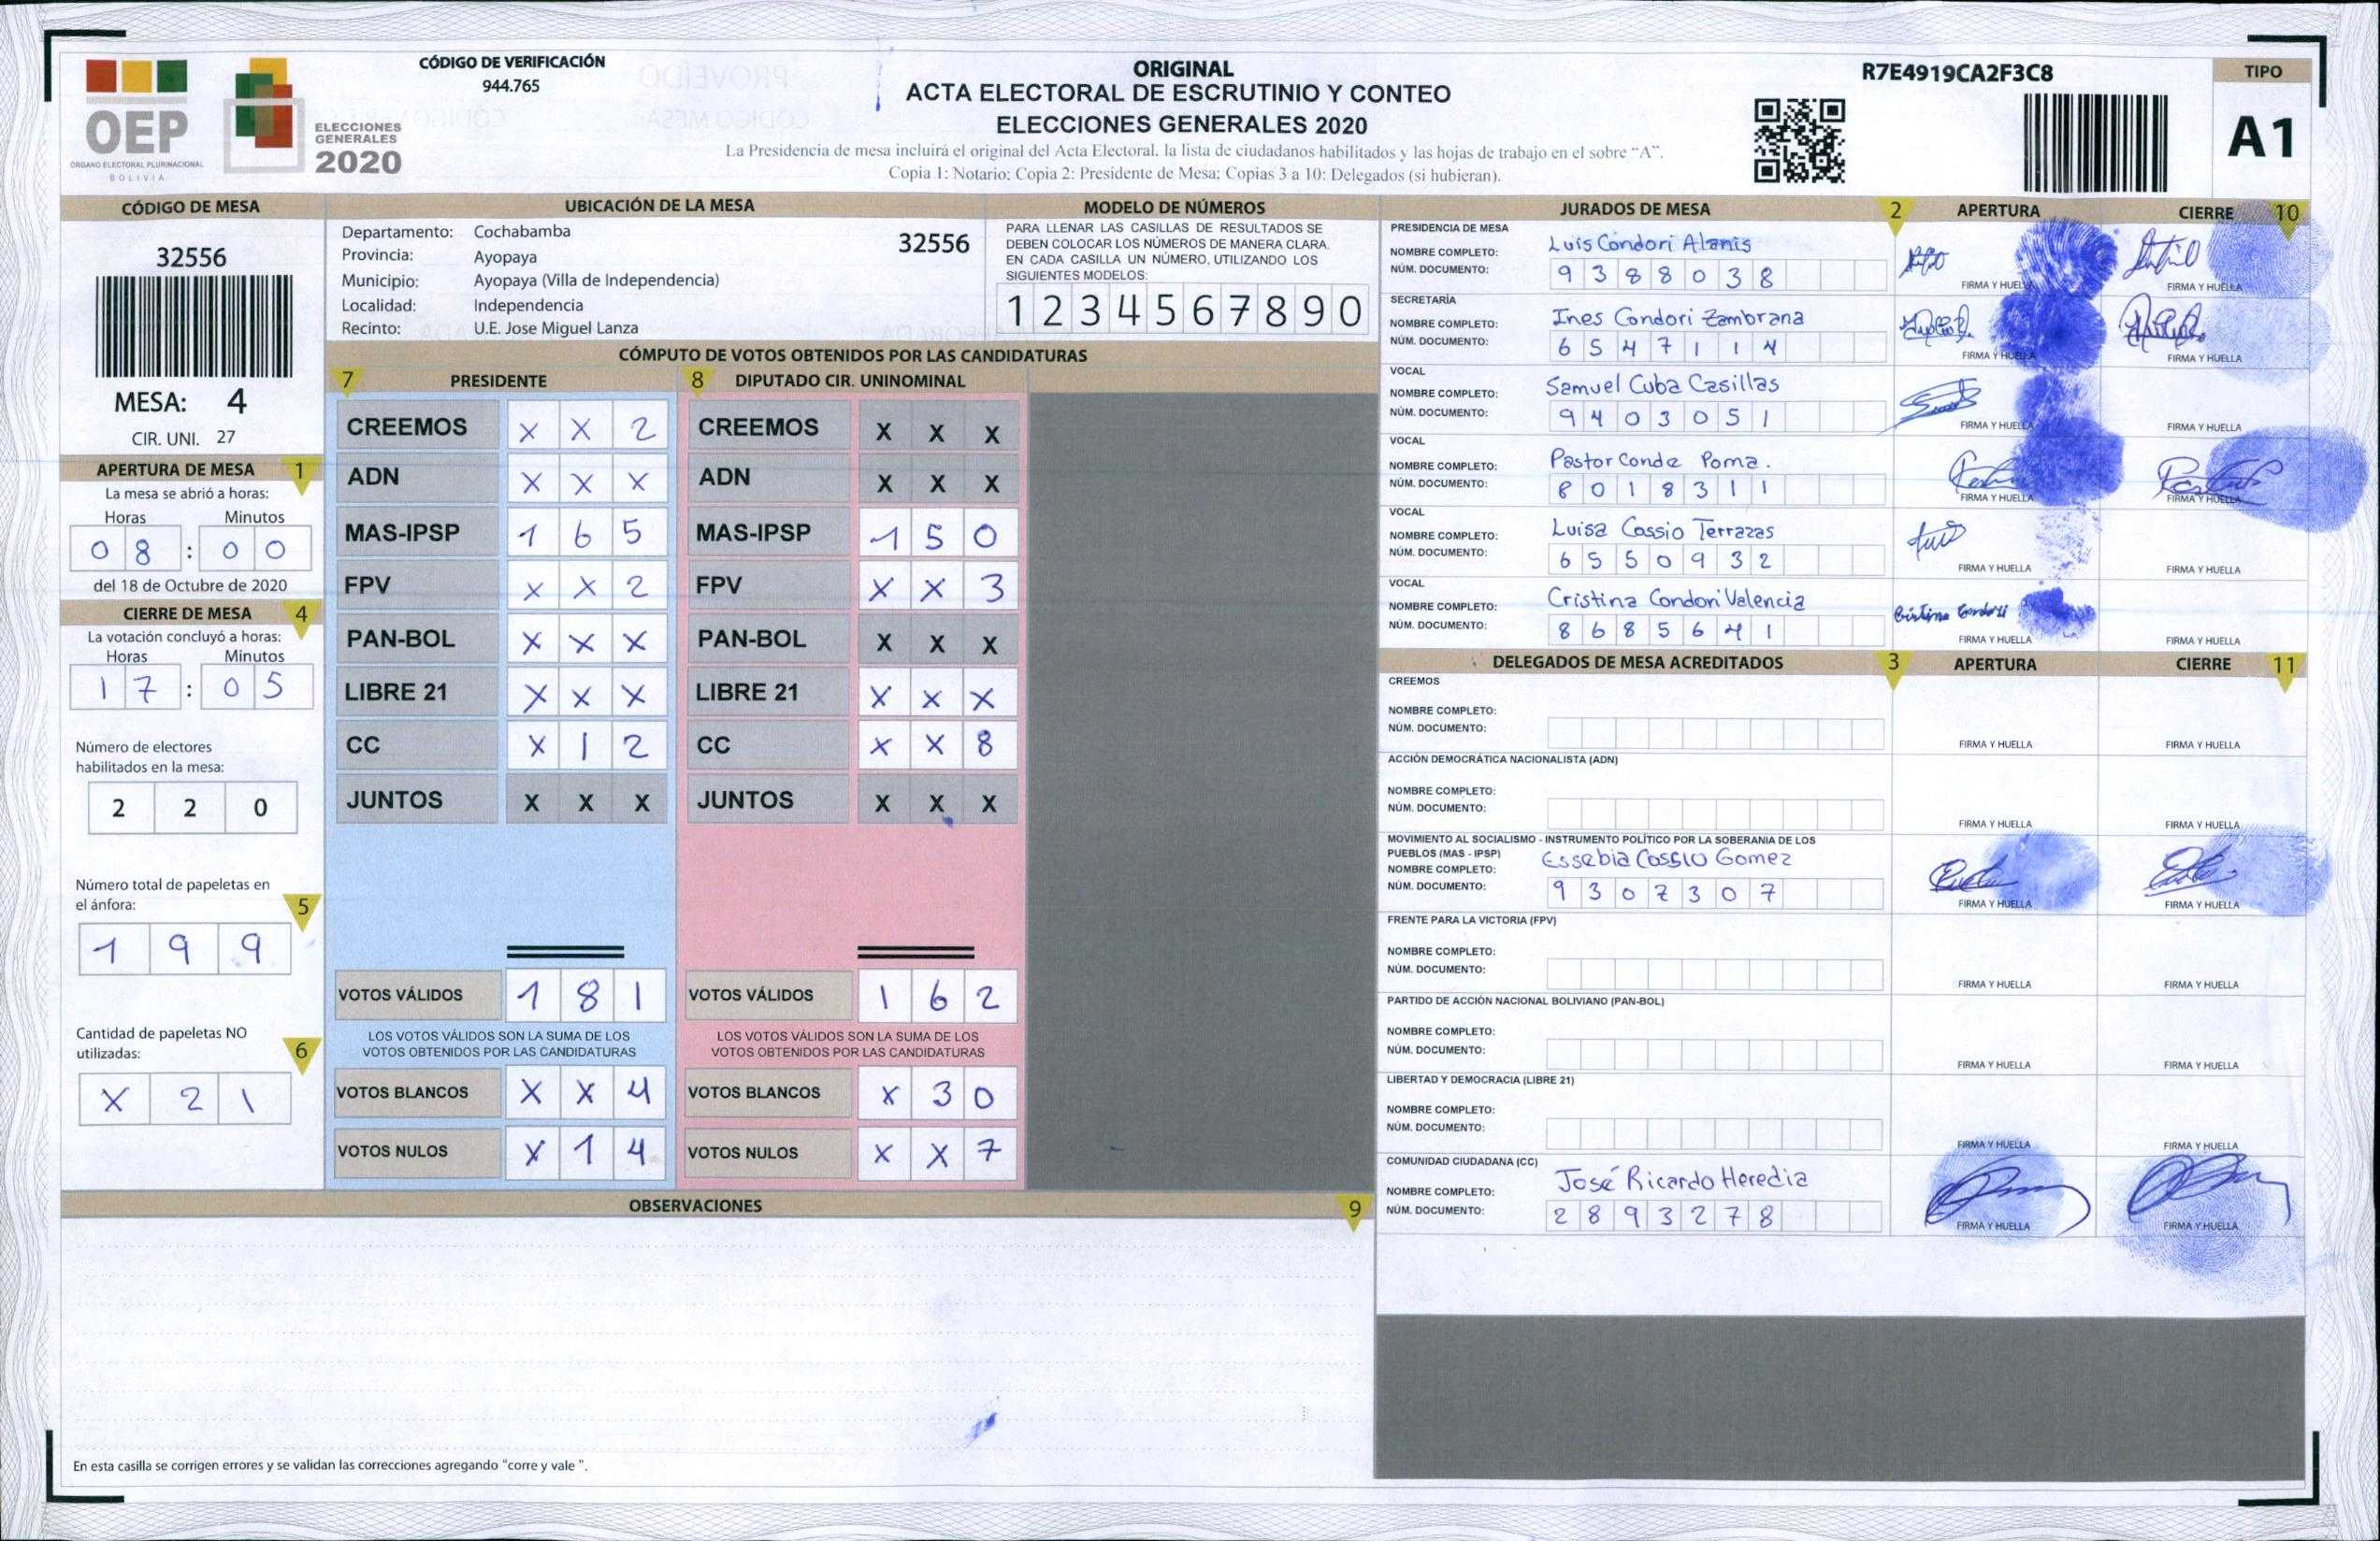 CÓDIGO DE VERIFICACIÓN
944.765
OEP
ÓRGANO ELECTORAL PLURINACIONAL
BOLIVIA
ELECCIONES
GENERALES
2020
ORIGINAL
ACTA ELECTORAL DE ESCRUTINIO Y CONTEO
ELECCIONES GENERALES 2020
La Presidencia de mesa incluirá el original del Acta Electoral, la lista de ciudadanos habilitados y las hojas de trabajo en el sobre “A”.
Copia 1: Notario; Copia 2: Presidente de Mesa; Copias 3 a 10: Delegados (si hubieran).
R7E4919CA2F3C8
TIPO
A1
CÓDIGO DE MESA
32556
MESA: 4
CIR. UNI. 27
APERTURA DE MESA 1
La mesa se abrió a horas:
Horas Minutos
0 8 : 0 0
del 18 de Octubre de 2020
CIERRE DE MESA 4
La votación concluyó a horas:
Horas Minutos
1 7 : 0 5
Número de electores
habilitados en la mesa:
2 2 0
Número total de papeletas en
el ánfora: 5
1 9 9
Cantidad de papeletas NO
utilizadas: 6
X 2 1
UBICACIÓN DE LA MESA
Departamento: Cochabamba 32556
Provincia: Ayopaya
Municipio: Ayopaya (Villa de Independencia)
Localidad: Independencia
Recinto: U.E. Jose Miguel Lanza
MODELO DE NÚMEROS
PARA LLENAR LAS CASILLAS DE RESULTADOS SE
DEBEN COLOCAR LOS NÚMEROS DE MANERA CLARA.
EN CADA CASILLA UN NÚMERO, UTILIZANDO LOS
SIGUIENTES MODELOS:
1 2 3 4 5 6 7 8 9 0
CÓMPUTO DE VOTOS OBTENIDOS POR LAS CANDIDATURAS
7 PRESIDENTE
CREEMOS X X 2
ADN X X X
MAS-IPSP 1 6 5
FPV X X 2
PAN-BOL X X X
LIBRE 21 X X X
CC X 1 2
JUNTOS X X X
VOTOS VÁLIDOS 1 8 1
LOS VOTOS VÁLIDOS SON LA SUMA DE LOS
VOTOS OBTENIDOS POR LAS CANDIDATURAS
VOTOS BLANCOS X X 4
VOTOS NULOS X 1 4
8 DIPUTADO CIR. UNINOMINAL
CREEMOS X X X
ADN X X X
MAS-IPSP 1 5 0
FPV X X 3
PAN-BOL X X X
LIBRE 21 X X X
CC X X 8
JUNTOS X X X
VOTOS VÁLIDOS 1 6 2
LOS VOTOS VÁLIDOS SON LA SUMA DE LOS
VOTOS OBTENIDOS POR LAS CANDIDATURAS
VOTOS BLANCOS X 3 0
VOTOS NULOS X X 7
OBSERVACIONES 9
En esta casilla se corrigen errores y se validan las correcciones agregando "corre y vale ".
JURADOS DE MESA 2 APERTURA CIERRE 10
PRESIDENCIA DE MESA
NOMBRE COMPLETO: Luis Condori Alanis
NÚM. DOCUMENTO: 9 3 8 8 0 3 8
FIRMA Y HUELLA FIRMA Y HUELLA
SECRETARÍA
NOMBRE COMPLETO: Ines Condori Zambrana
NÚM. DOCUMENTO: 6 5 4 7 1 1 4
FIRMA Y HUELLA FIRMA Y HUELLA
VOCAL
NOMBRE COMPLETO: Samuel Cuba Casillas
NÚM. DOCUMENTO: 9 4 0 3 0 5 1
FIRMA Y HUELLA FIRMA Y HUELLA
VOCAL
NOMBRE COMPLETO: Pastor Conde Poma.
NÚM. DOCUMENTO: 8 0 1 8 3 1 1
FIRMA Y HUELLA FIRMA Y HUELLA
VOCAL
NOMBRE COMPLETO: Luisa Cossio Terrazas
NÚM. DOCUMENTO: 6 5 5 0 9 3 2
FIRMA Y HUELLA FIRMA Y HUELLA
VOCAL
NOMBRE COMPLETO: Cristina Condori Valencia
NÚM. DOCUMENTO: 8 6 8 5 6 4 1
Cristina Condori
FIRMA Y HUELLA FIRMA Y HUELLA
DELEGADOS DE MESA ACREDITADOS 3 APERTURA CIERRE 11
CREEMOS
NOMBRE COMPLETO:
NÚM. DOCUMENTO:
FIRMA Y HUELLA FIRMA Y HUELLA
ACCIÓN DEMOCRÁTICA NACIONALISTA (ADN)
NOMBRE COMPLETO:
NÚM. DOCUMENTO:
FIRMA Y HUELLA FIRMA Y HUELLA
MOVIMIENTO AL SOCIALISMO - INSTRUMENTO POLÍTICO POR LA SOBERANIA DE LOS
PUEBLOS (MAS - IPSP)
NOMBRE COMPLETO: Essebia Cossio Gomez
NÚM. DOCUMENTO: 9 3 0 7 3 0 7
FIRMA Y HUELLA FIRMA Y HUELLA
FRENTE PARA LA VICTORIA (FPV)
NOMBRE COMPLETO:
NÚM. DOCUMENTO:
FIRMA Y HUELLA FIRMA Y HUELLA
PARTIDO DE ACCIÓN NACIONAL BOLIVIANO (PAN-BOL)
NOMBRE COMPLETO:
NÚM. DOCUMENTO:
FIRMA Y HUELLA FIRMA Y HUELLA
LIBERTAD Y DEMOCRACIA (LIBRE 21)
NOMBRE COMPLETO:
NÚM. DOCUMENTO:
FIRMA Y HUELLA FIRMA Y HUELLA
COMUNIDAD CIUDADANA (CC)
NOMBRE COMPLETO: José Ricardo Heredia
NÚM. DOCUMENTO: 2 8 9 3 2 7 8
FIRMA Y HUELLA FIRMA Y HUELLA